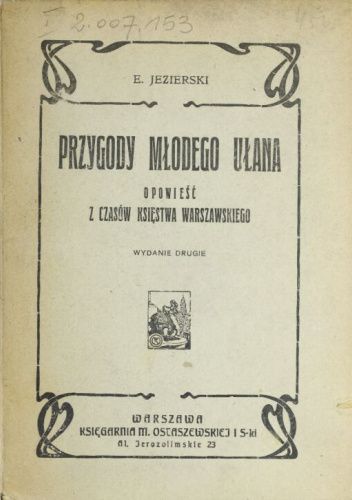 I 2.007,153
E. JEZIERSKI
PRZYGODY MŁODEGO UŁANA
OPOWIEŚĆ
Z CZASÓW KSIĘSTWA WARSZAWSKIEGO
WYDANIE DRUGIE
WARSZAWA
KSIĘGARNIA M. OSTASZEWSKIEJ I S-ki
Al. Jerozolimskie 23